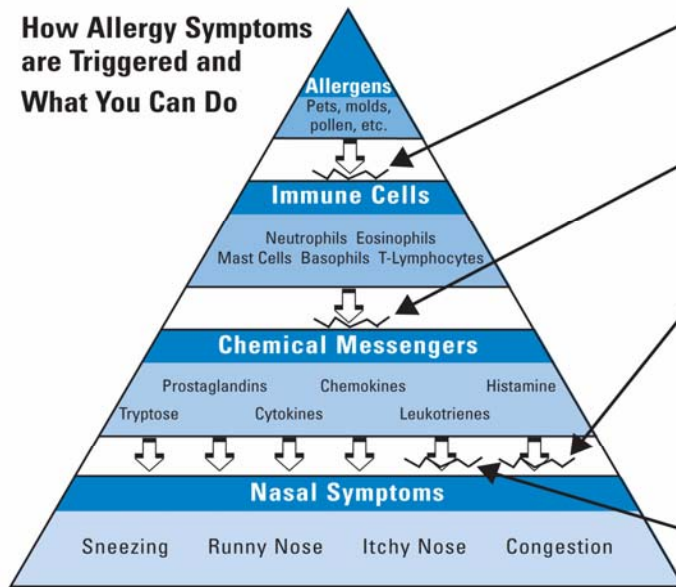 How Allergy Symptoms
are Triggered and
What You Can Do
Allergens
Pets, molds,
pollen, etc.
Immune Cells
Neutrophils Eosinophils
Mast Cells Basophils T-Lymphocytes
Chemical Messengers
Prostaglandins Chemokines Histamine
Tryptose Cytokines Leukotrienes
Nasal Symptoms
Sneezing Runny Nose Itchy Nose Congestion